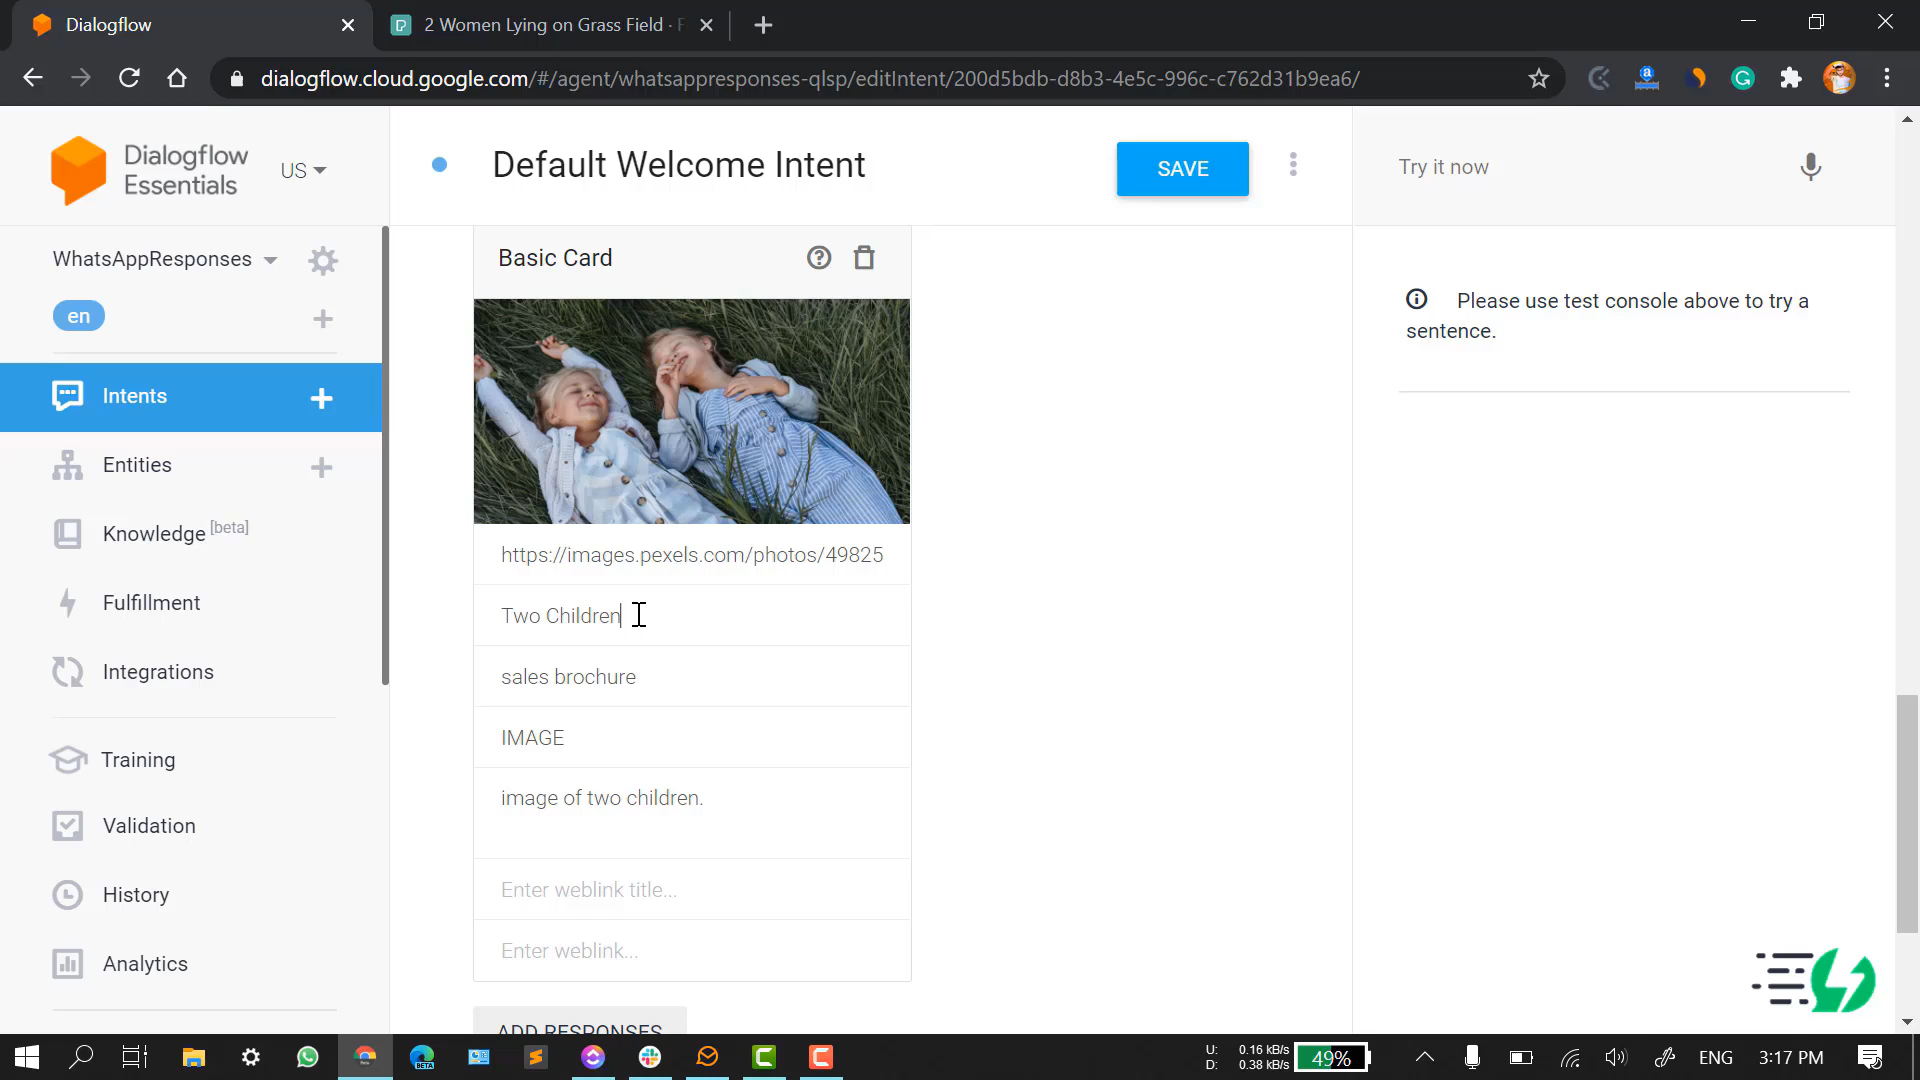 Dialogflow
2 Women Lying on Grass Field · F
dialogflow.cloud.google.com/#/agent/whatsappresponses-qlsp/editIntent/200d5bdb-d8b3-4e5c-996c-c762d31b9ea6/
Dialogflow
Essentials
US
Default Welcome Intent
SAVE
Try it now
WhatsAppResponses
en
Intents
Entities
Knowledge [beta]
Fulfillment
Integrations
Training
Validation
History
Analytics
Basic Card
https://images.pexels.com/photos/49825
Two Children
sales brochure
IMAGE
image of two children.
Enter weblink title...
Enter weblink...
ADD RESPONSES
Please use test console above to try a
sentence.
BETA
U: 0.16 kB/s
D: 0.38 kB/s
49%
ENG
3:17 PM